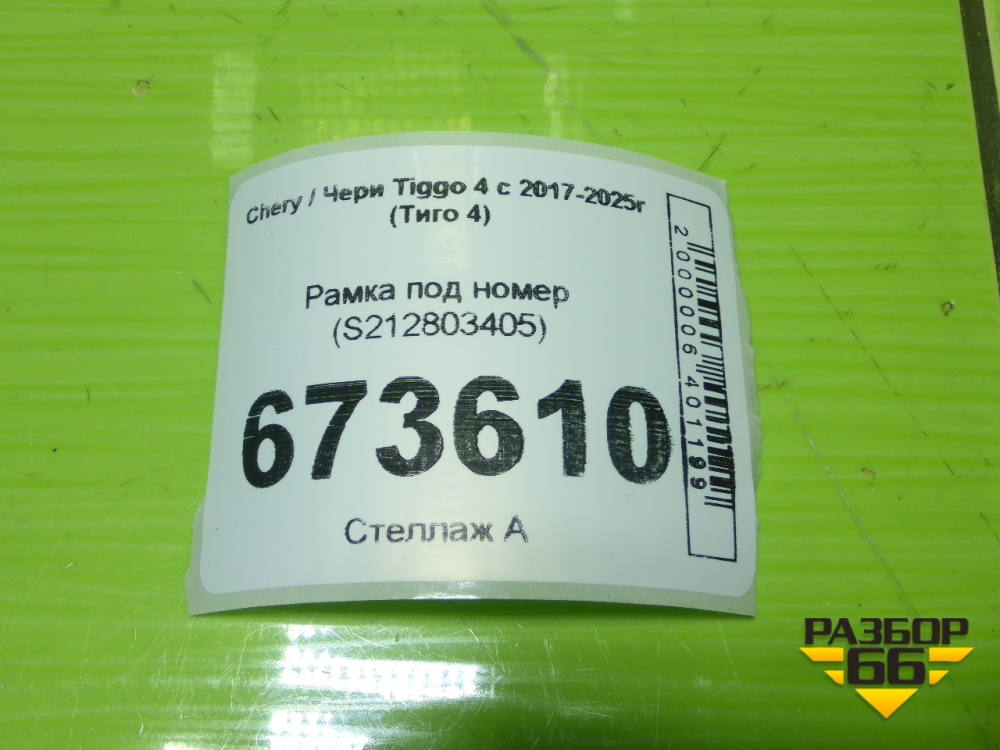 Chery / Чери Tiggo 4 с 2017-2025г
(Тиго 4)
Рамка под номер
(S212803405)
673610
Стеллаж А
2000006401199
РАЗБОР
66